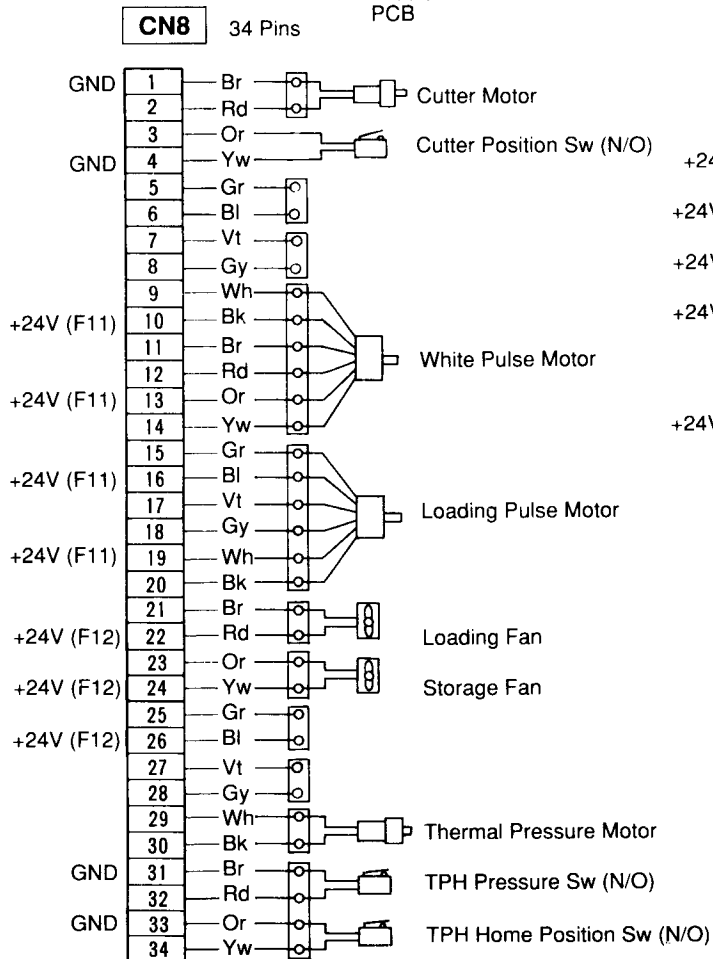 PCB
CN8 34 Pins
GND 1 Br Cutter Motor
2 Rd
3 Or Cutter Position Sw (N/O)
GND 4 Yw +24
5 Gr
6 Bl +24V
7 Vt
8 Gy +24V
9 Wh
+24V (F11) 10 Bk +24V
11 Br White Pulse Motor
12 Rd
+24V (F11) 13 Or
14 Yw +24V
15 Gr
+24V (F11) 16 Bl
17 Vt Loading Pulse Motor
18 Gy
+24V (F11) 19 Wh
20 Bk
21 Br
+24V (F12) 22 Rd Loading Fan
23 Or
+24V (F12) 24 Yw Storage Fan
25 Gr
+24V (F12) 26 Bl
27 Vt
28 Gy
29 Wh Thermal Pressure Motor
30 Bk
GND 31 Br TPH Pressure Sw (N/O)
32 Rd
GND 33 Or TPH Home Position Sw (N/O)
34 Yw